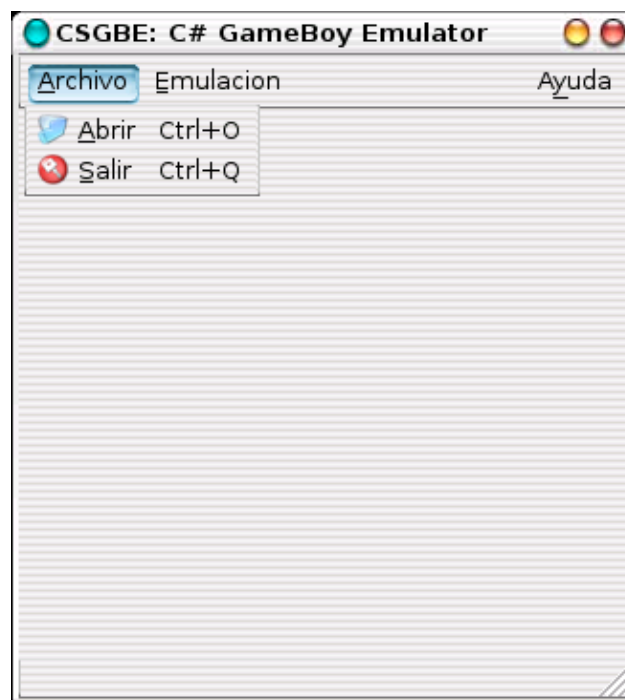 CSGBE: C# GameBoy Emulator
Archivo Emulacion Ayuda
Abrir Ctrl+O
Salir Ctrl+Q